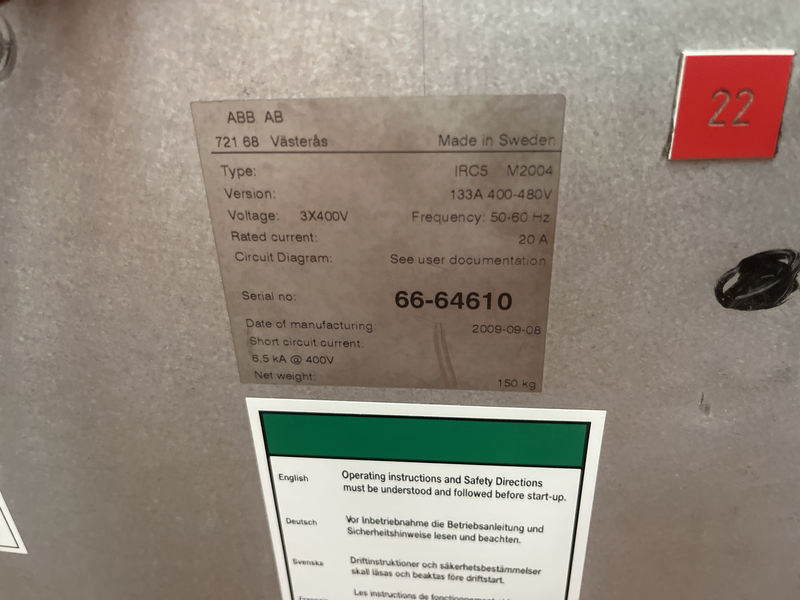 ABB AB
721 68 Västerås Made in Sweden
Type: IRC5 M2004
Version: 133A 400-480V
Voltage: 3X400V Frequency: 50-60 Hz
Rated current: 20 A
Circuit Diagram: See user documentation
Serial no: 66-64610
Date of manufacturing: 2009-09-08
Short circuit current:
6,5 kA @ 400V
Net weight: 150 kg
22
English Operating instructions and Safety Directions
must be understood and followed before start-up.
Deutsch Vor Inbetriebnahme die Betriebsanleitung und
Sicherheitshinweise lesen und beachten.
Svenska Driftinstruktioner och säkerhetsbestämmelser
skall läsas och beaktas före driftstart.
Les instructions de